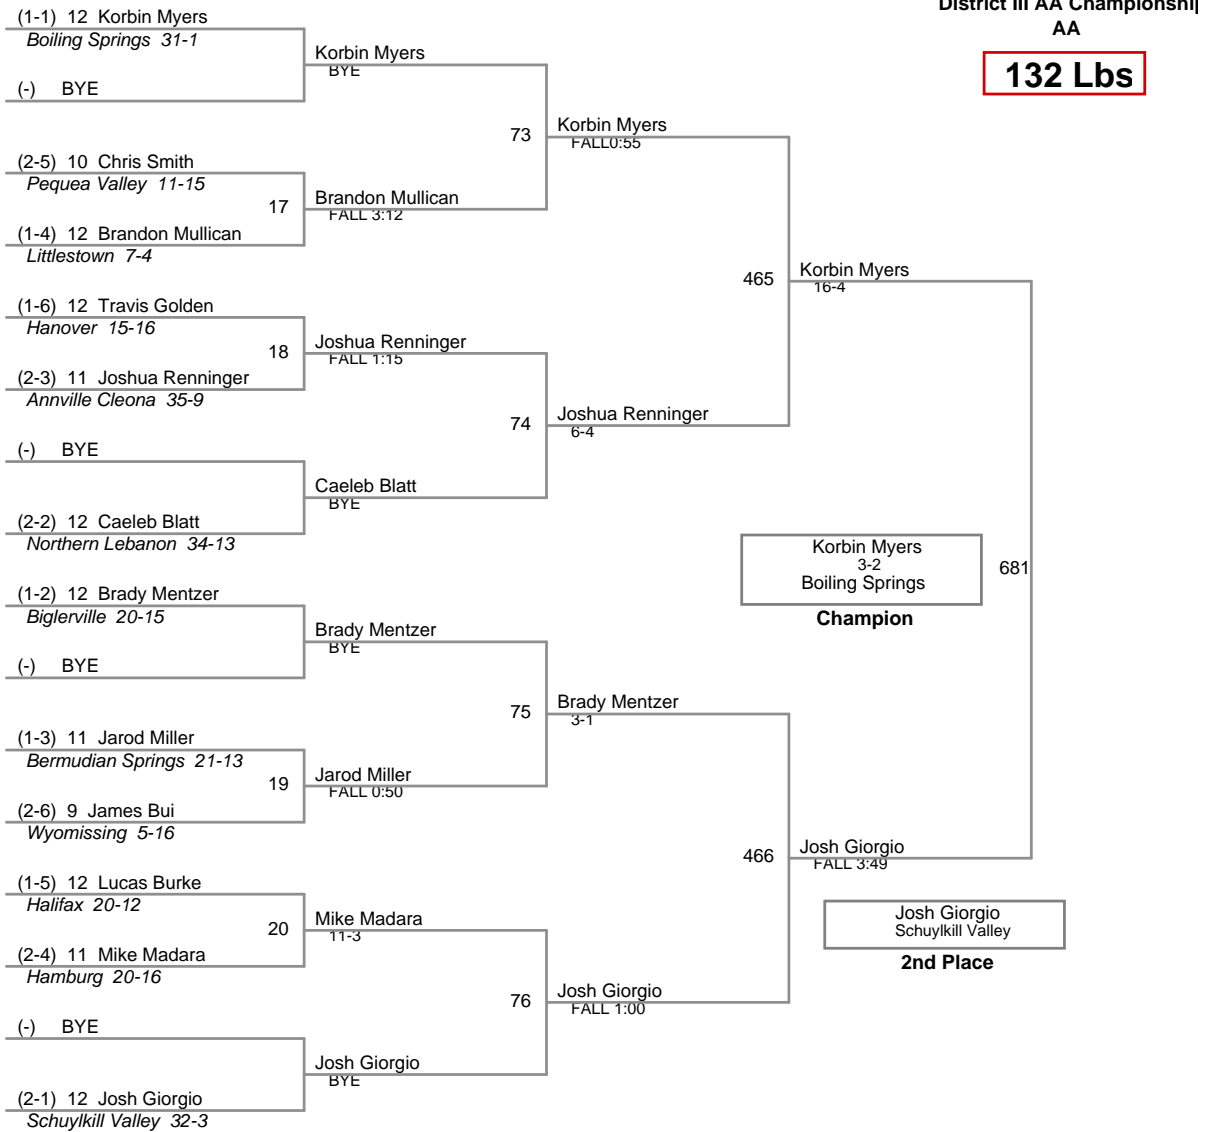 District III AA Championship
AA
132 Lbs
(1-1) 12 Korbin Myers
Boiling Springs 31-1
Korbin Myers
BYE
(-) BYE
73
Korbin Myers
FALL0:55
(2-5) 10 Chris Smith
Pequea Valley 11-15
17
Brandon Mullican
FALL 3:12
(1-4) 12 Brandon Mullican
Littlestown 7-4
465
Korbin Myers
16-4
(1-6) 12 Travis Golden
Hanover 15-16
18
Joshua Renninger
FALL 1:15
(2-3) 11 Joshua Renninger
Annville Cleona 35-9
74
Joshua Renninger
6-4
(-) BYE
Caeleb Blatt
BYE
(2-2) 12 Caeleb Blatt
Northern Lebanon 34-13
Korbin Myers
3-2
Boiling Springs
Champion
681
(1-2) 12 Brady Mentzer
Biglerville 20-15
Brady Mentzer
BYE
(-) BYE
75
Brady Mentzer
3-1
(1-3) 11 Jarod Miller
Bermudian Springs 21-13
19
Jarod Miller
FALL 0:50
(2-6) 9 James Bui
Wyomissing 5-16
466
Josh Giorgio
FALL 3:49
(1-5) 12 Lucas Burke
Halifax 20-12
20
Mike Madara
11-3
(2-4) 11 Mike Madara
Hamburg 20-16
Josh Giorgio
Schuylkill Valley
2nd Place
76
Josh Giorgio
FALL 1:00
(-) BYE
Josh Giorgio
BYE
(2-1) 12 Josh Giorgio
Schuylkill Valley 32-3